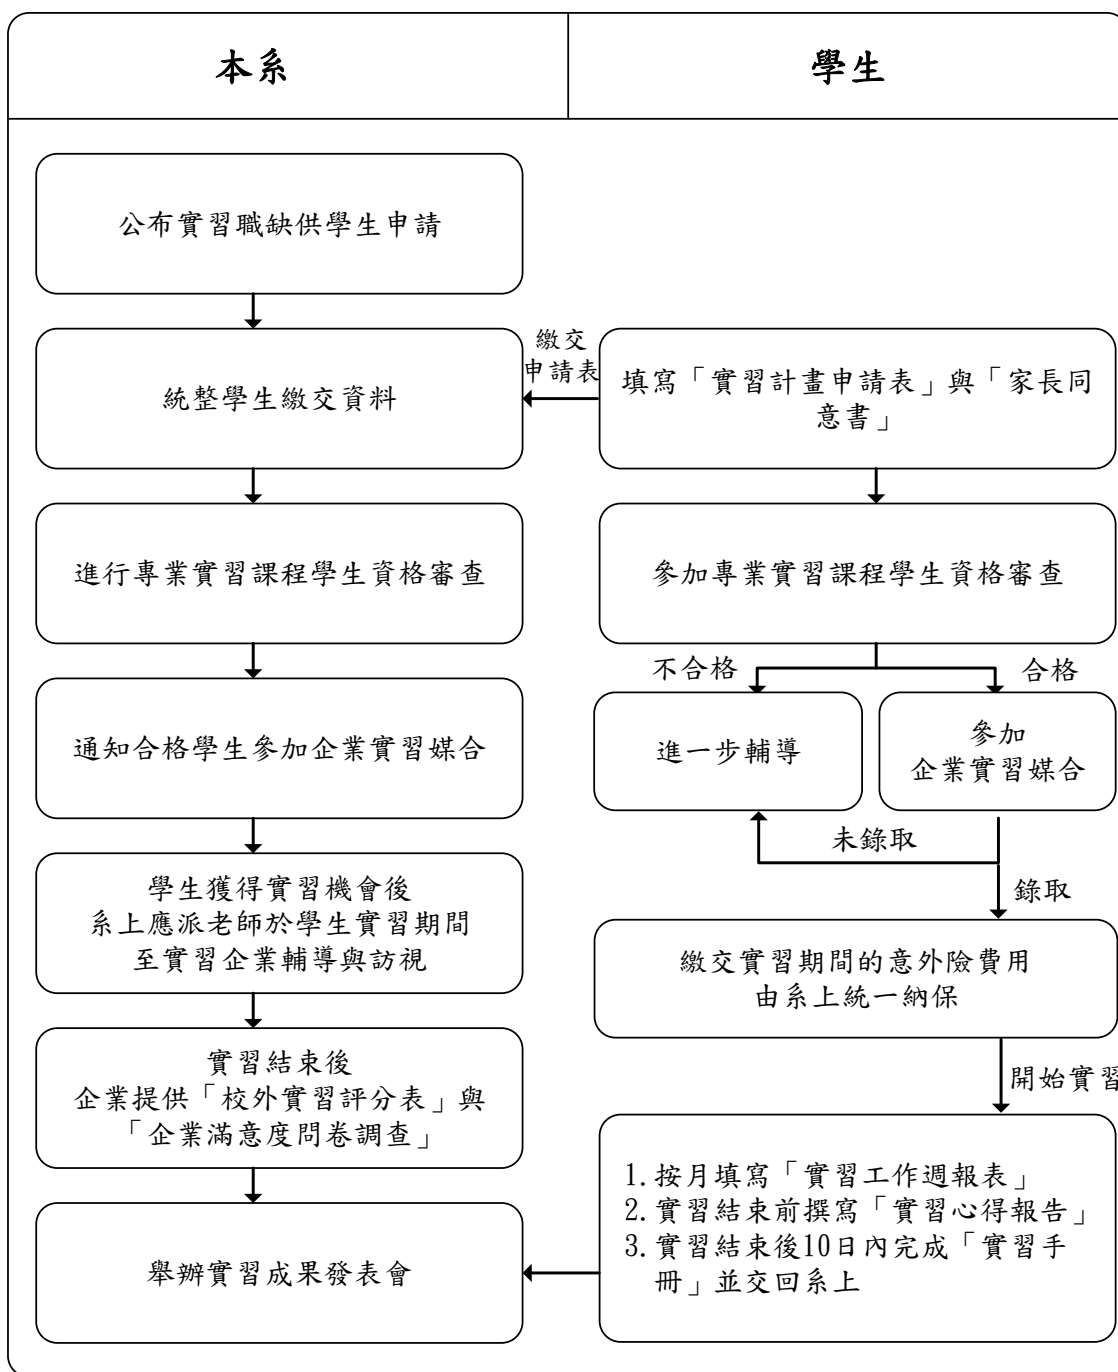 本系
學生
公布實習職缺供學生申請
統整學生繳交資料
繳交
申請表
填寫「實習計畫申請表」與「家長同
意書」
進行專業實習課程學生資格審查
參加專業實習課程學生資格審查
不合格
合格
通知合格學生參加企業實習媒合
進一步輔導
參加
企業實習媒合
未錄取
錄取
學生獲得實習機會後
系上應派老師於學生實習期間
至實習企業輔導與訪視
繳交實習期間的意外險費用
由系上統一納保
開始實習
實習結束後
企業提供「校外實習評分表」與
「企業滿意度問卷調查」
1.按月填寫「實習工作週報表」
2.實習結束前撰寫「實習心得報告」
3.實習結束後10日內完成「實習手
冊」並交回系上
舉辦實習成果發表會